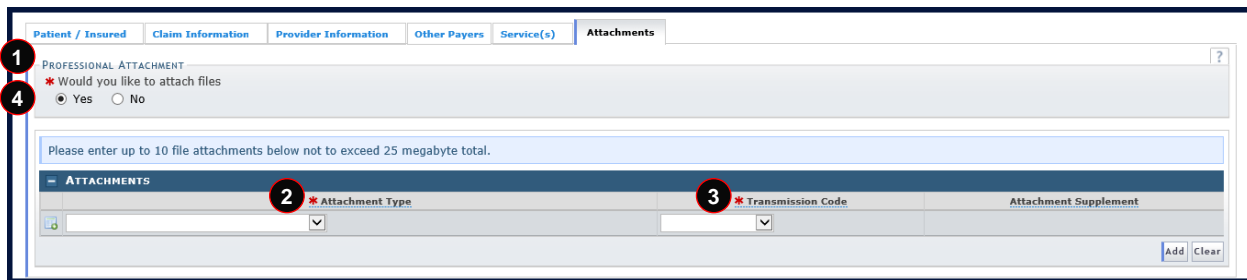 Patient / Insured Claim Information Provider Information Other Payers Service(s) Attachments
1
?
PROFESSIONAL ATTACHMENT
* Would you like to attach files
4
Yes No
Please enter up to 10 file attachments below not to exceed 25 megabyte total.
- ATTACHMENTS
2 * Attachment Type 3 * Transmission Code Attachment Supplement
Add Clear